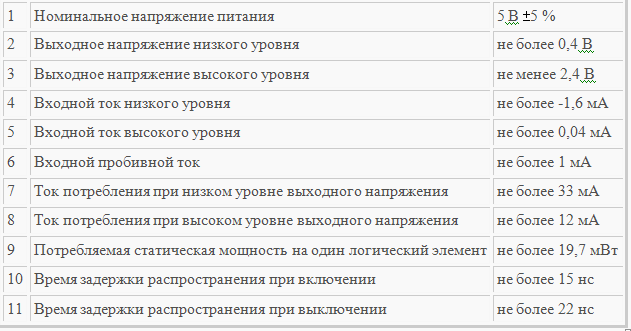 1 Номинальное напряжение питания 5 В ±5 %
2 Выходное напряжение низкого уровня не более 0,4 В
3 Выходное напряжение высокого уровня не менее 2,4 В
4 Входной ток низкого уровня не более -1,6 мА
5 Входной ток высокого уровня не более 0,04 мА
6 Входной пробивной ток не более 1 мА
7 Ток потребления при низком уровне выходного напряжения не более 33 мА
8 Ток потребления при высоком уровне выходного напряжения не более 12 мА
9 Потребляемая статическая мощность на один логический элемент не более 19,7 мВт
10 Время задержки распространения при включении не более 15 нс
11 Время задержки распространения при выключении не более 22 нс